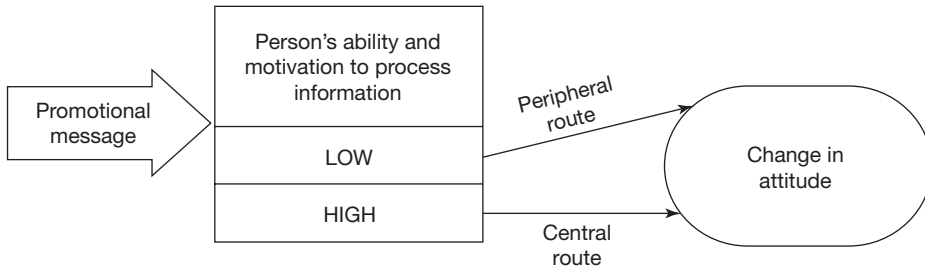 Promotional
message
Person’s ability and
motivation to process
information
LOW
HIGH
Peripheral
route
Central
route
Change in
attitude